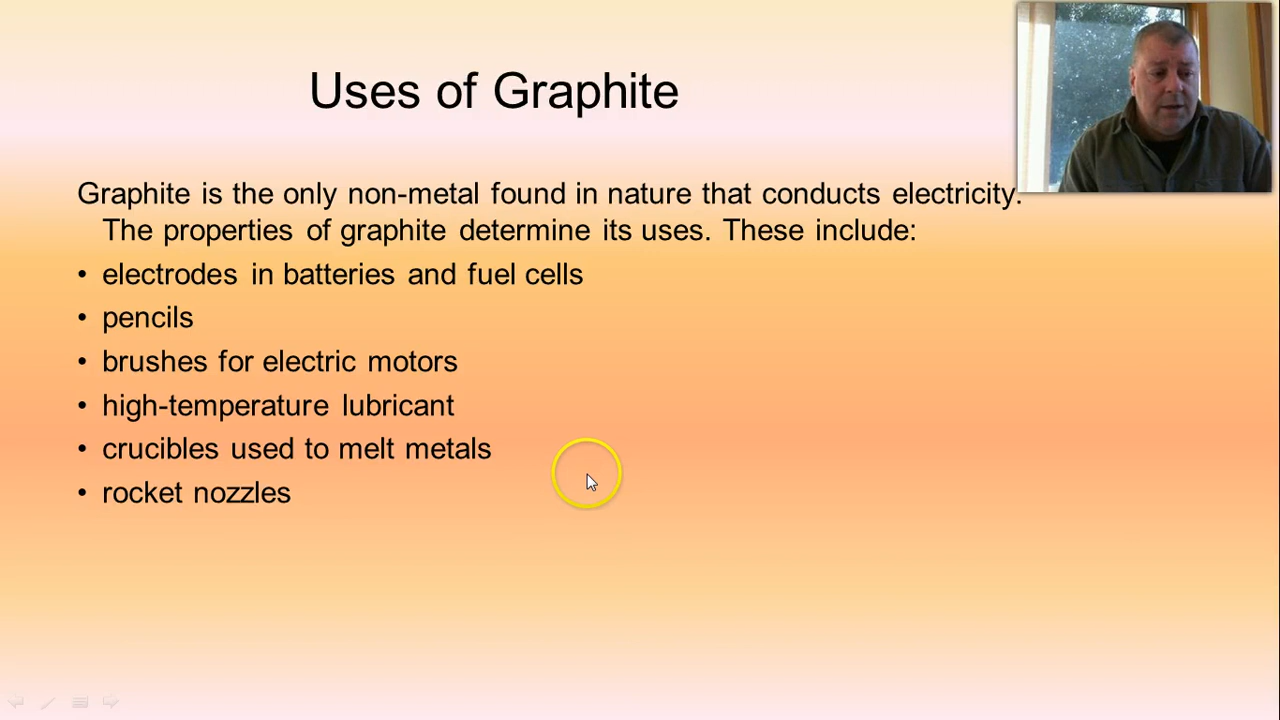 Uses of Graphite
Graphite is the only non-metal found in nature that conducts electricity.
The properties of graphite determine its uses. These include:
• electrodes in batteries and fuel cells
• pencils
• brushes for electric motors
• high-temperature lubricant
• crucibles used to melt metals
• rocket nozzles